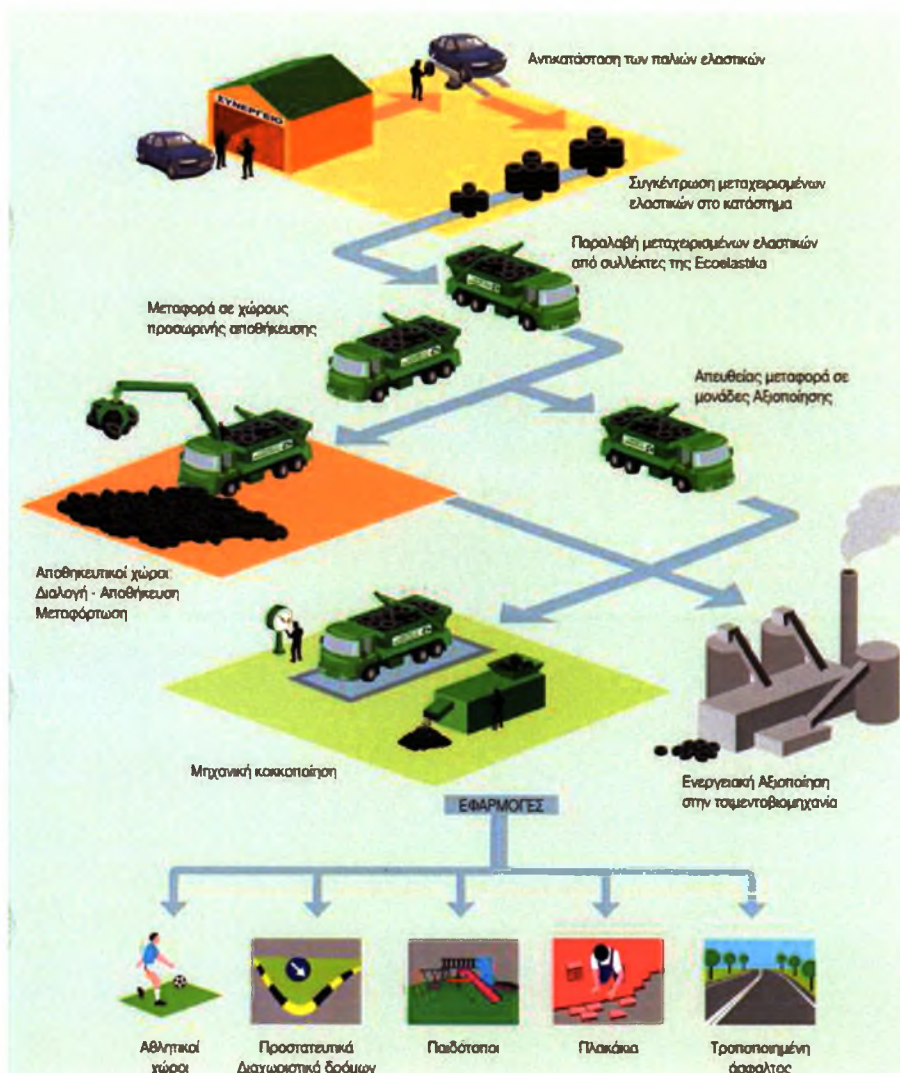 Αντικατάσταση των παλιών ελαστικών
ΣΥΝΕΡΓΕΙΟ
Συγκέντρωση μεταχειρισμένων
ελαστικών στο κατάστημα
Παραλαβή μεταχειρισμένων ελαστικών
από συλλέκτες της Ecoelastika
Μεταφορά σε χώρους
προσωρινής αποθήκευσης
Απευθείας μεταφορά σε
μονάδες Αξιοποίησης
Αποθηκευτικοί χώροι:
Διαλογή - Αποθήκευση
Μεταφόρτωση
Μηχανική κοκκοποίηση
Ενεργειακή Αξιοποίηση
στην τσιμεντοβιομηχανία
ΕΦΑΡΜΟΓΕΣ
Αθλητικοί
χώροι
Προστατευτικά
Διαχωριστικά δρόμων
Παιδότοποι
Πλακάκια
Τροποποιημένη
άσφαλτος